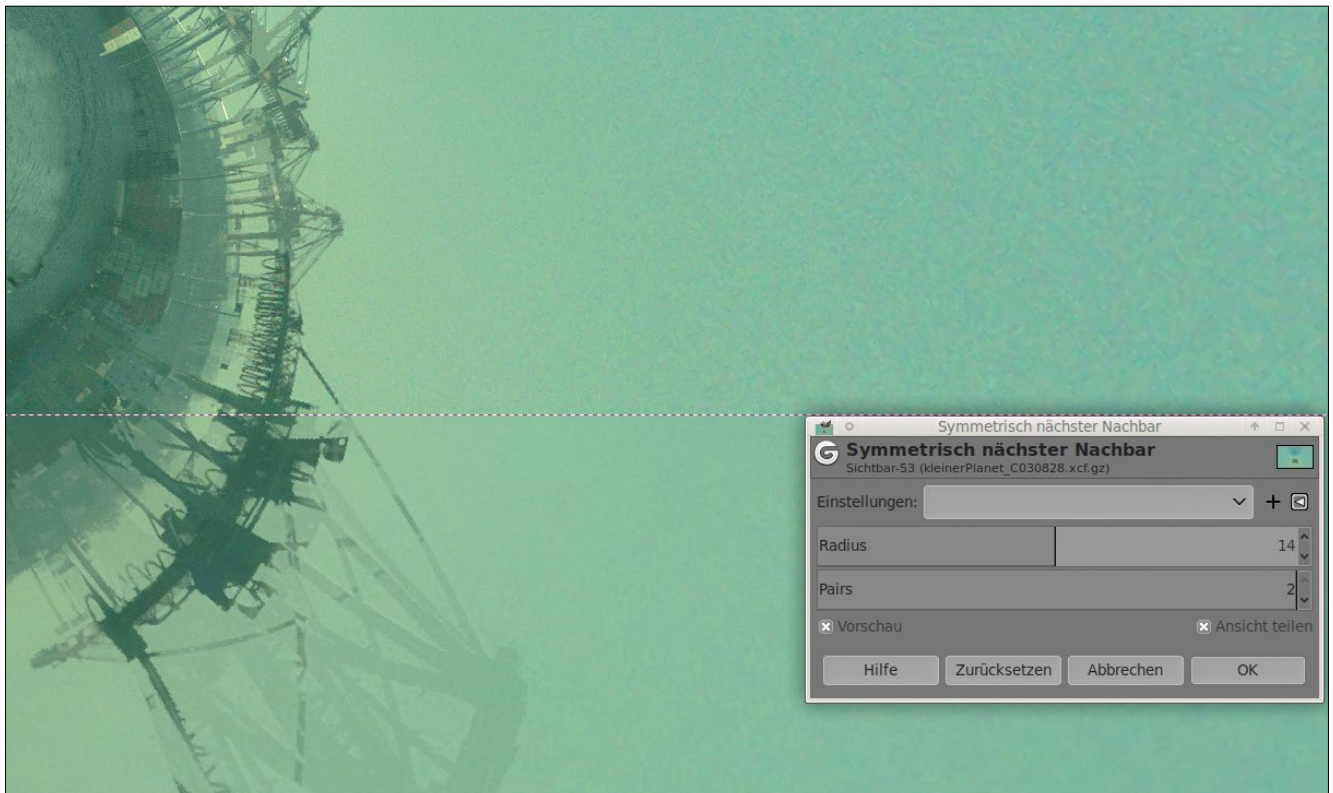 Symmetrisch nächster Nachbar
Symmetrisch nächster Nachbar
Sichtbar-53 (kleinerPlanet_C030828.xcf.gz)
Einstellungen:
Radius 14
Pairs 2
Vorschau Ansicht teilen
Hilfe Zurücksetzen Abbrechen OK